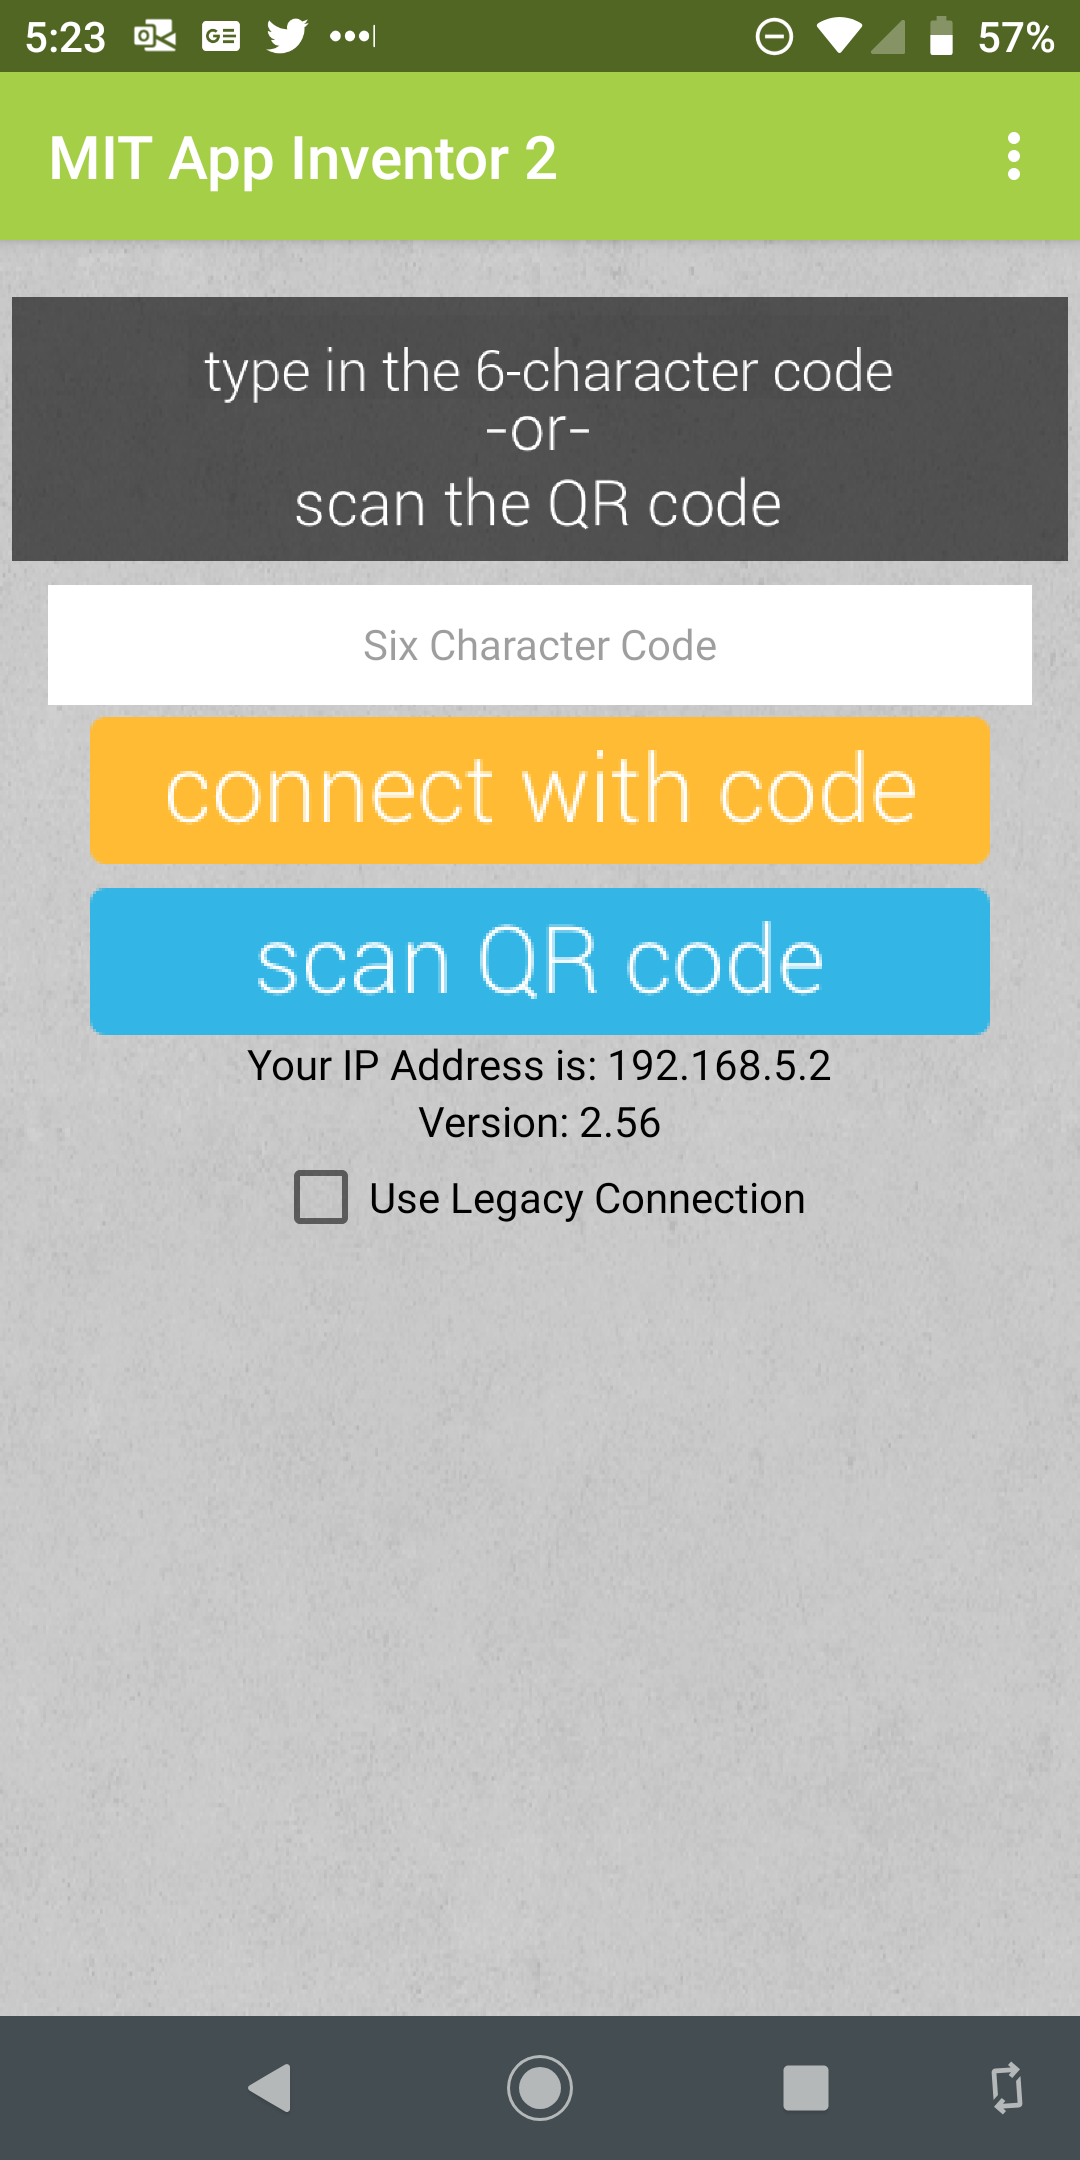 5:23
57%
MIT App Inventor 2
type in the 6-character code
-or-
scan the QR code
Six Character Code
connect with code
scan QR code
Your IP Address is: 192.168.5.2
Version: 2.56
Use Legacy Connection